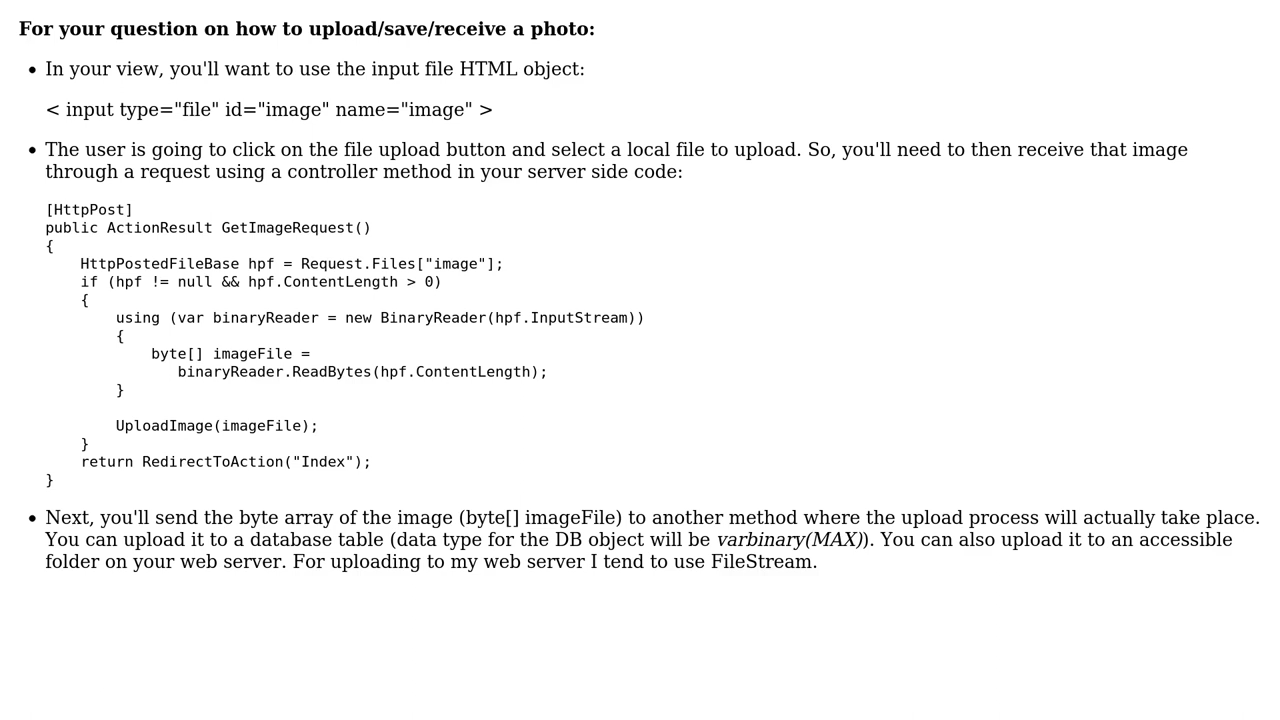 For your question on how to upload/save/receive a photo:
• In your view, you'll want to use the input file HTML object:
< input type="file" id="image" name="image" >
• The user is going to click on the file upload button and select a local file to upload. So, you'll need to then receive that image
through a request using a controller method in your server side code:
[HttpPost]
public ActionResult GetImageRequest()
{
    HttpPostedFileBase hpf = Request.Files["image"];
    if (hpf != null && hpf.ContentLength > 0)
    {
        using (var binaryReader = new BinaryReader(hpf.InputStream))
        {
            byte[] imageFile =
               binaryReader.ReadBytes(hpf.ContentLength);
        }

        UploadImage(imageFile);
    }
    return RedirectToAction("Index");
}
• Next, you'll send the byte array of the image (byte[] imageFile) to another method where the upload process will actually take place.
You can upload it to a database table (data type for the DB object will be varbinary(MAX)). You can also upload it to an accessible
folder on your web server. For uploading to my web server I tend to use FileStream.